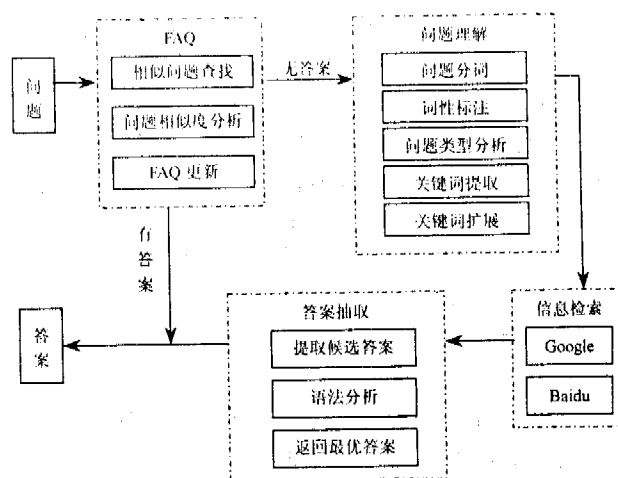 FAQ
相似问题查找
问题相似度分析
FAQ 更新
问题
无答案
问题理解
问题分词
词性标注
问题类型分析
关键词提取
关键词扩展
有答案
信息检索
Google
Baidu
答案抽取
提取候选答案
语法分析
返回最优答案
答案